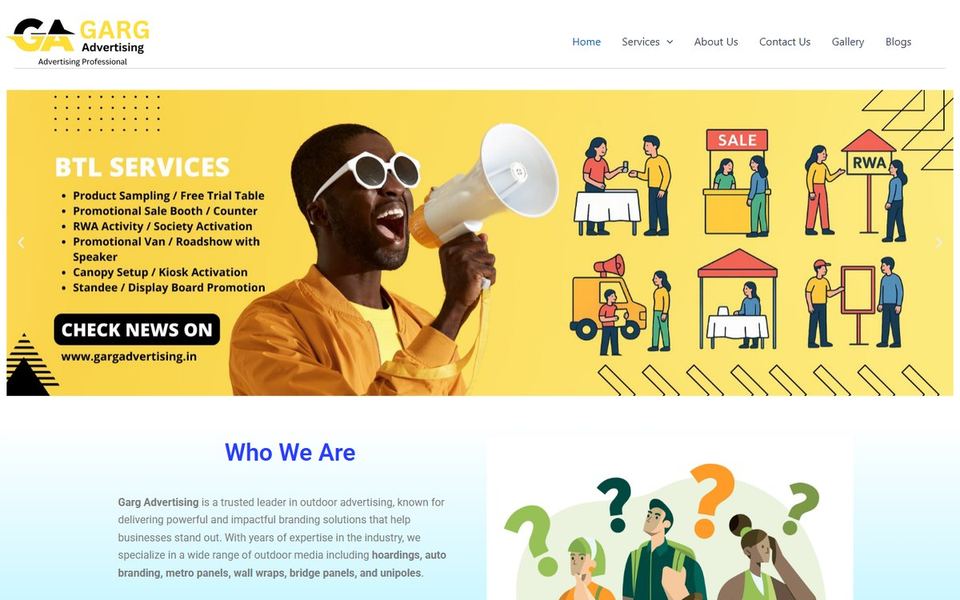 GA GARG
Advertising
Advertising Professional
Home Services About Us Contact Us Gallery Blogs
BTL SERVICES
• Product Sampling / Free Trial Table
• Promotional Sale Booth / Counter
• RWA Activity / Society Activation
• Promotional Van / Roadshow with
Speaker
• Canopy Setup / Kiosk Activation
• Standee / Display Board Promotion
CHECK NEWS ON
www.gargadvertising.in
SALE
RWA
Who We Are
Garg Advertising is a trusted leader in outdoor advertising, known for
delivering powerful and impactful branding solutions that help
businesses stand out. With years of expertise in the industry, we
specialize in a wide range of outdoor media including hoardings, auto
branding, metro panels, wall wraps, bridge panels, and unipoles.
? ? ? ?